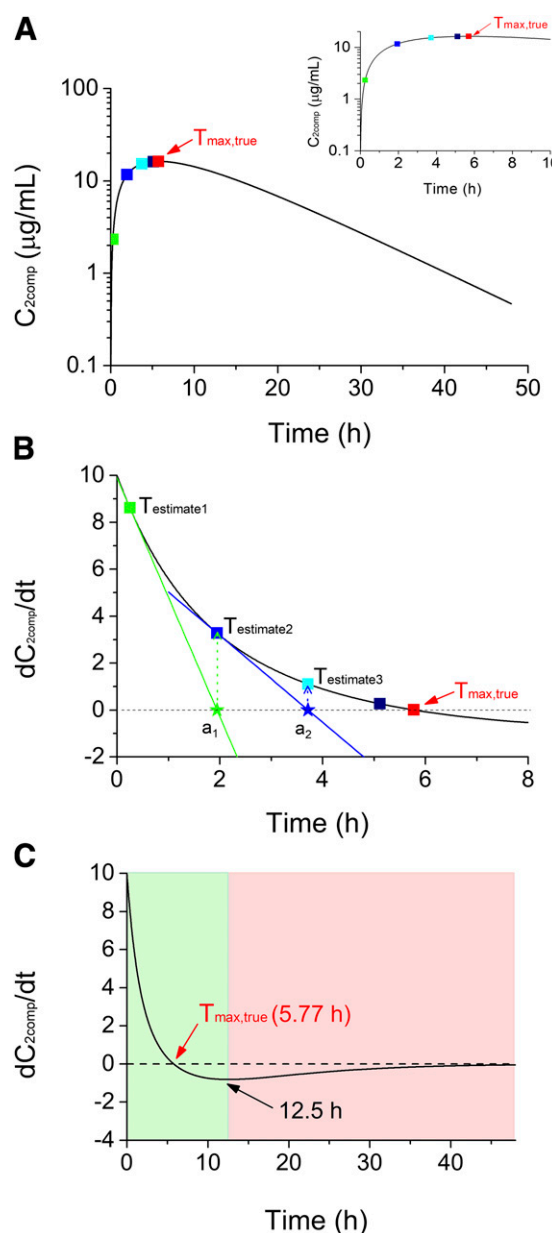 A
C2comp (μg/mL)
100
10
1
0.1
0 10 20 30 40 50
Time (h)
Tmax,true
C2comp (μg/mL)
10
1
0.1
0 2 4 6 8 10
Time (h)
Tmax,true
B
dC2comp/dt
10
8
6
4
2
0
-2
0 2 4 6 8
Time (h)
Testimate1
Testimate2
Testimate3
Tmax,true
a1 a2
C
dC2comp/dt
10
8
6
4
2
0
-2
-4
0 10 20 30 40
Time (h)
Tmax,true (5.77 h)
12.5 h